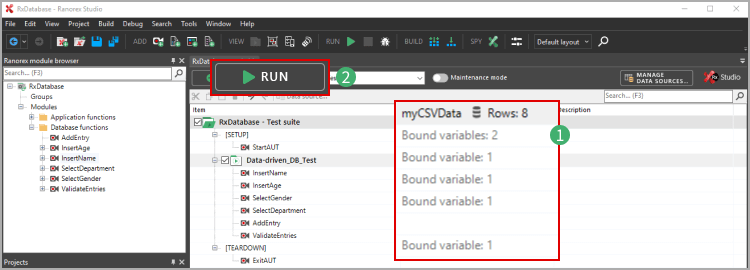 RxDatabase - Ranorex Studio
File Edit View Project Build Debug Search Tools Window Help
ADD
VIEW
RUN
BUILD
SPY
Default layout
Ranorex module browser
Search... (F3)
RxDatabase
Groups
Modules
Application functions
Database functions
AddEntry
InsertAge
InsertName
SelectDepartment
SelectGender
ValidateEntries
Projects
RxDat
RUN
2
Maintenance mode
MANAGE
DATA SOURCES...
Studio
Data source...
Search... (F3)
Item
escription
RxDatabase - Test suite
[SETUP]
StartAUT
Data-driven_DB_Test
InsertName
InsertAge
SelectGender
SelectDepartment
AddEntry
ValidateEntries
[TEARDOWN]
ExitAUT
myCSVData Rows: 8
1
Bound variables: 2
Bound variable: 1
Bound variable: 1
Bound variable: 1
Bound variable: 1